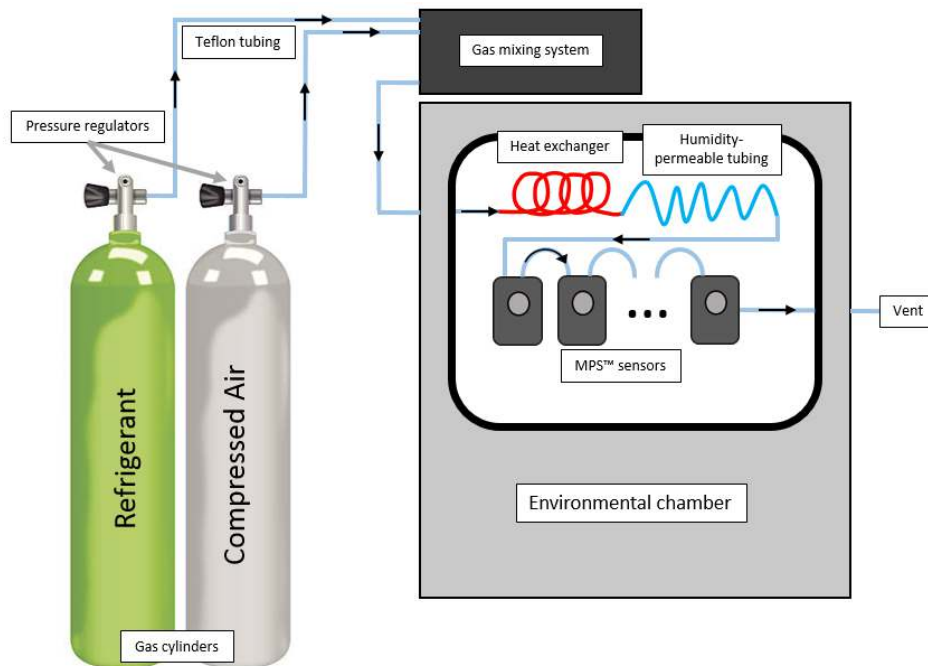 Teflon tubing
Gas mixing system
Pressure regulators
Heat exchanger
Humidity-
permeable tubing
MPS™ sensors
Vent
Refrigerant
Compressed Air
Environmental chamber
Gas cylinders